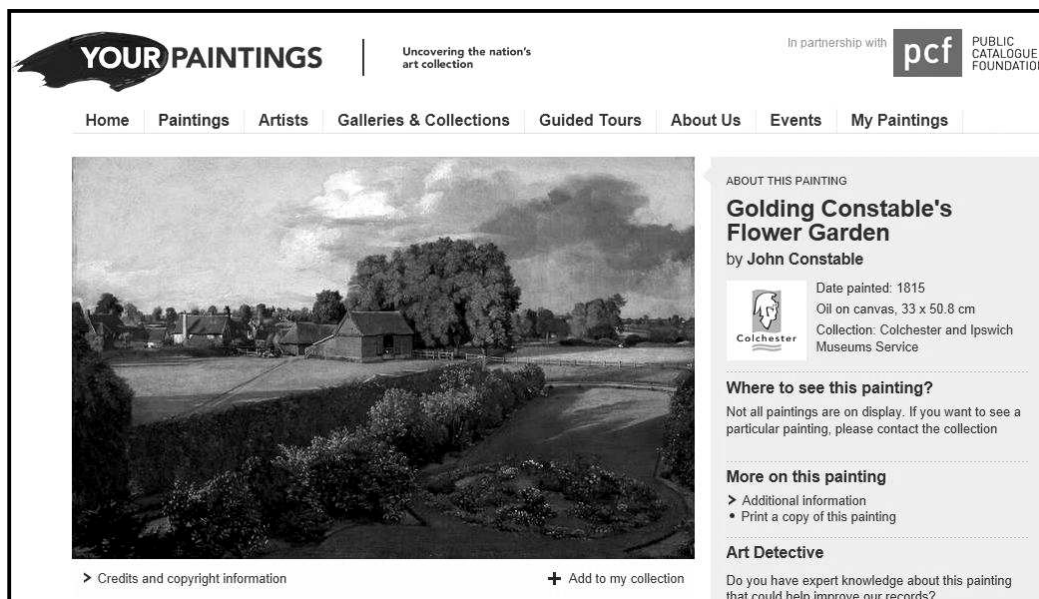 YOUR PAINTINGS
Uncovering the nation's
art collection
In partnership with
pcf
PUBLIC
CATALOGUE
FOUNDATION
Home Paintings Artists Galleries & Collections Guided Tours About Us Events My Paintings
ABOUT THIS PAINTING
Golding Constable's
Flower Garden
by John Constable
Colchester
Date painted: 1815
Oil on canvas, 33 x 50.8 cm
Collection: Colchester and Ipswich
Museums Service
Where to see this painting?
Not all paintings are on display. If you want to see a
particular painting, please contact the collection
More on this painting
Additional information
Print a copy of this painting
Art Detective
Do you have expert knowledge about this painting
that could help improve our records?
Credits and copyright information
Add to my collection